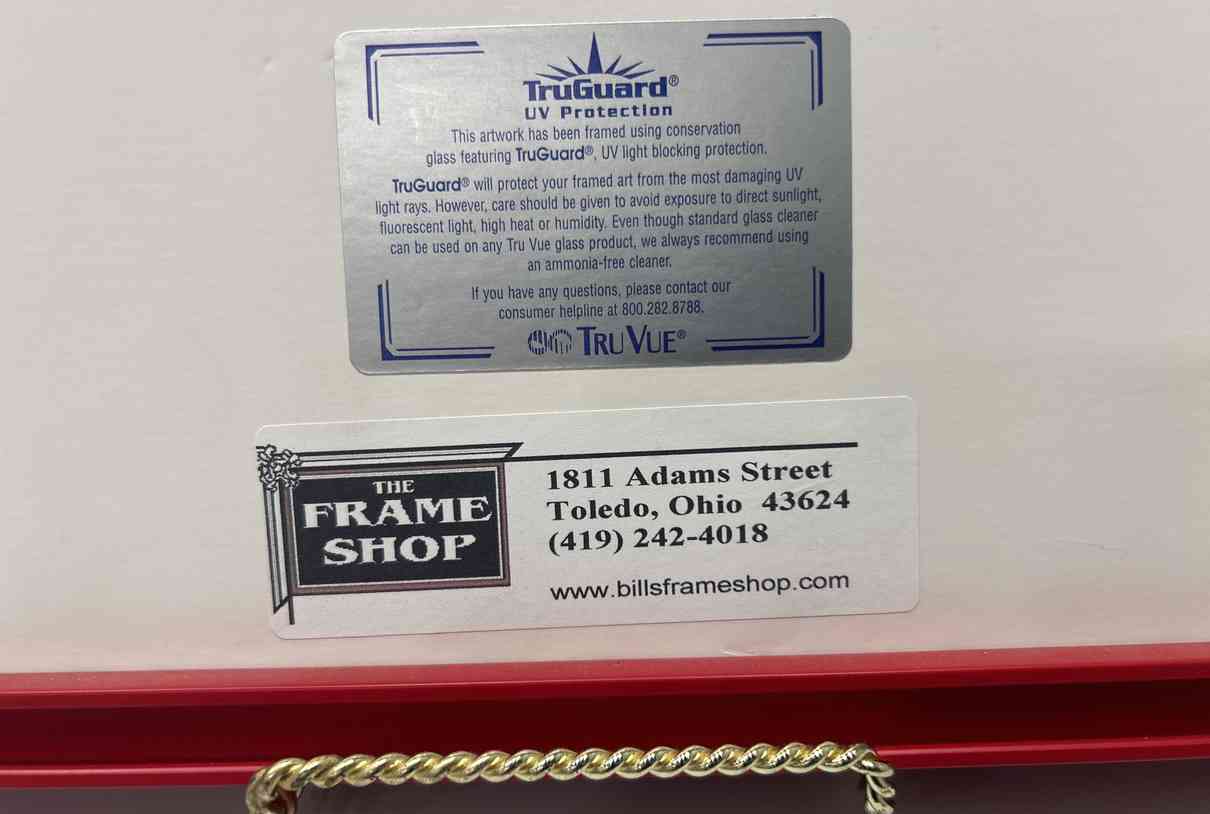 TruGuard®
UV Protection
This artwork has been framed using conservation
glass featuring TruGuard®, UV light blocking protection.
TruGuard® will protect your framed art from the most damaging UV
light rays. However, care should be given to avoid exposure to direct sunlight,
fluorescent light, high heat or humidity. Even though standard glass cleaner
can be used on any Tru Vue glass product, we always recommend using
an ammonia-free cleaner.
If you have any questions, please contact our
consumer helpline at 800.282.8788.
TRU VUE®
THE
FRAME
SHOP
1811 Adams Street
Toledo, Ohio 43624
(419) 242-4018
www.billsframeshop.com